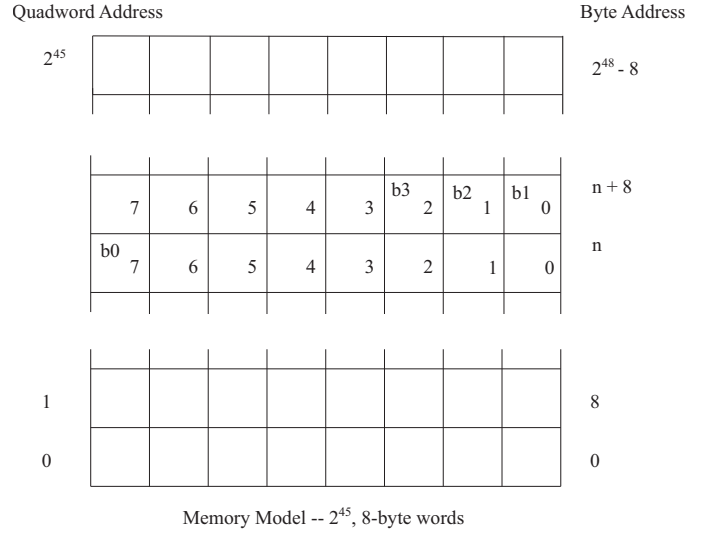 Quadword Address Byte Address
2^45 2^48 - 8
b3 b2 b1 n + 8
7 6 5 4 3 2 1 0
b0 n
7 6 5 4 3 2 1 0
1 8
0 0
Memory Model -- 2^45, 8-byte words